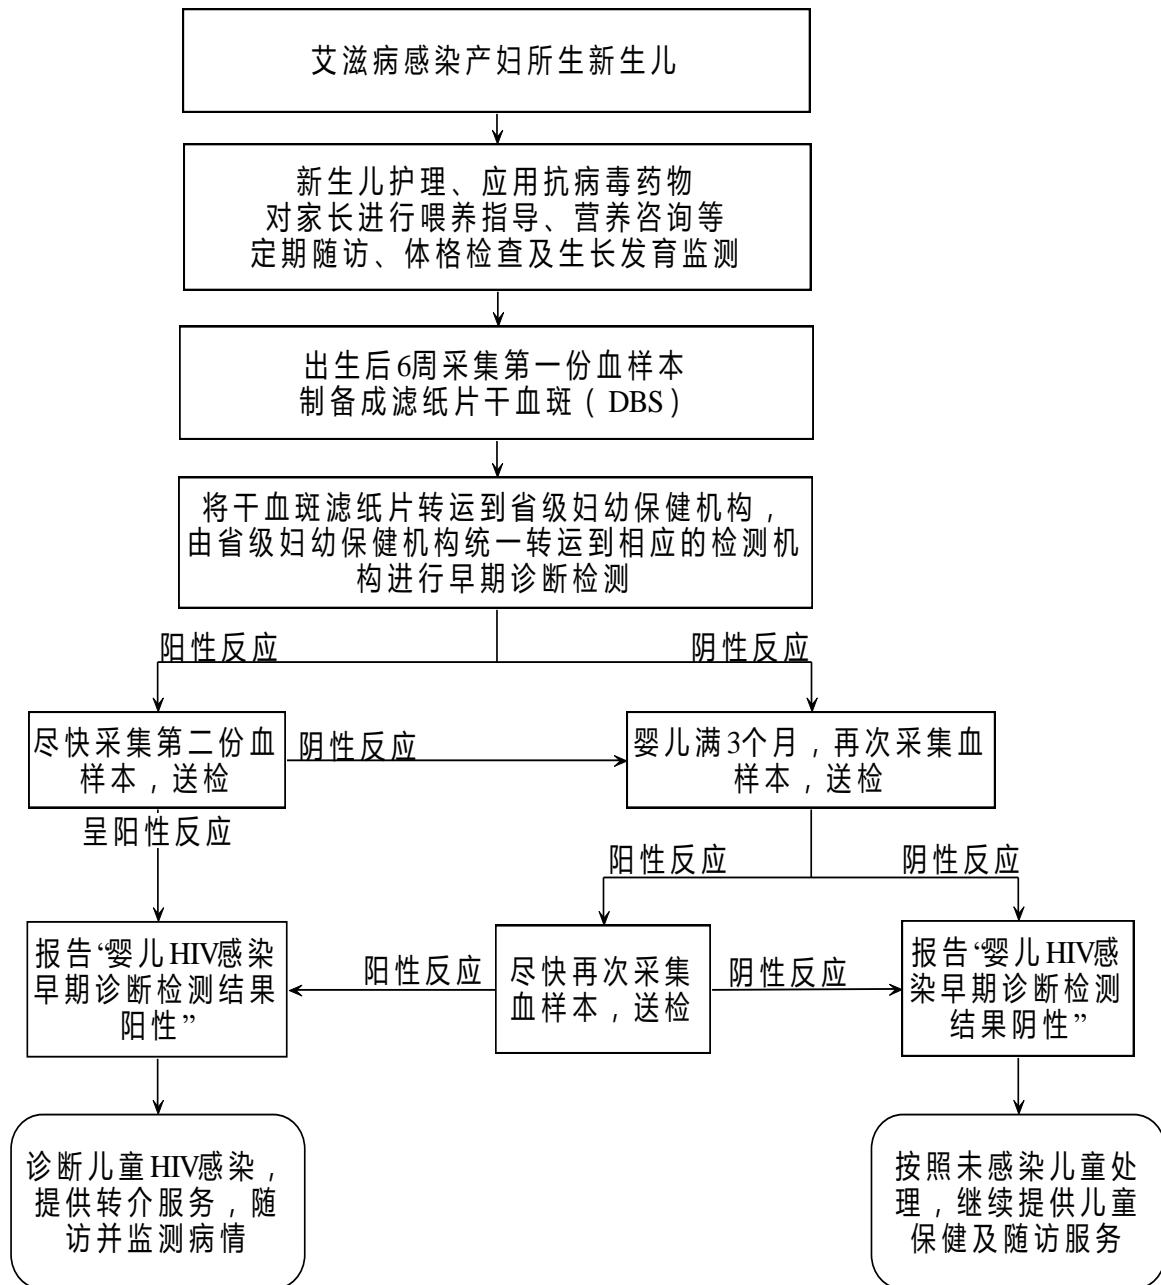 艾滋病感染产妇所生新生儿
新生儿护理、应用抗病毒药物
对家长进行喂养指导、营养咨询等
定期随访、体格检查及生长发育监测
出生后6周采集第一份血样本
制备成滤纸片干血斑（DBS）
将干血斑滤纸片转运到省级妇幼保健机构，
由省级妇幼保健机构统一转运到相应的检测机
构进行早期诊断检测
阳性反应
阴性反应
尽快采集第二份血
样本，送检
阴性反应
婴儿满3个月，再次采集血
样本，送检
呈阳性反应
阳性反应
阴性反应
报告“婴儿HIV感染
早期诊断检测结果
阳性”
阳性反应
尽快再次采集
血样本，送检
阴性反应
报告“婴儿HIV感
染早期诊断检测
结果阴性”
诊断儿童HIV感染，
提供转介服务，随
访并监测病情
按照未感染儿童处
理，继续提供儿童
保健及随访服务